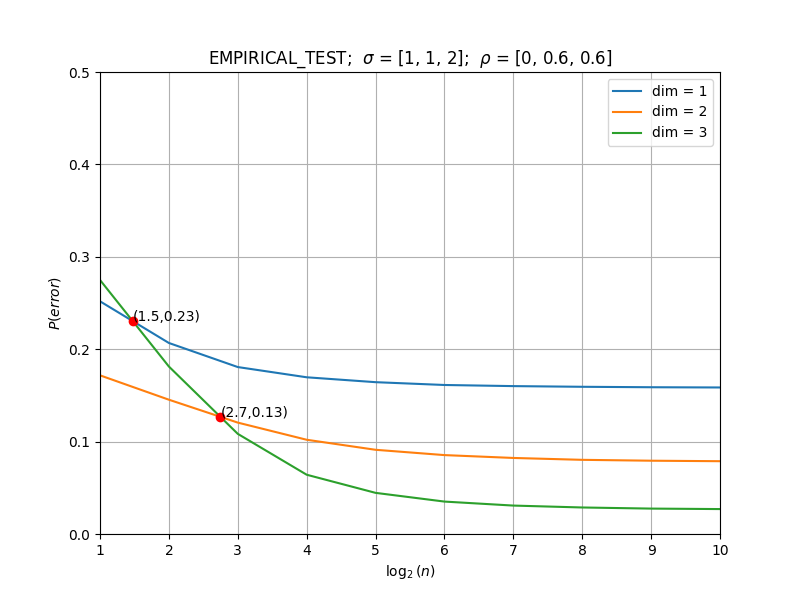 EMPIRICAL_TEST; σ = [1, 1, 2]; ρ = [0, 0.6, 0.6]
dim = 1
dim = 2
dim = 3
0.5
0.4
0.3
0.2
0.1
0.0
P(error)
(1.5,0.23)
(2.7,0.13)
1 2 3 4 5 6 7 8 9 10
log₂(n)